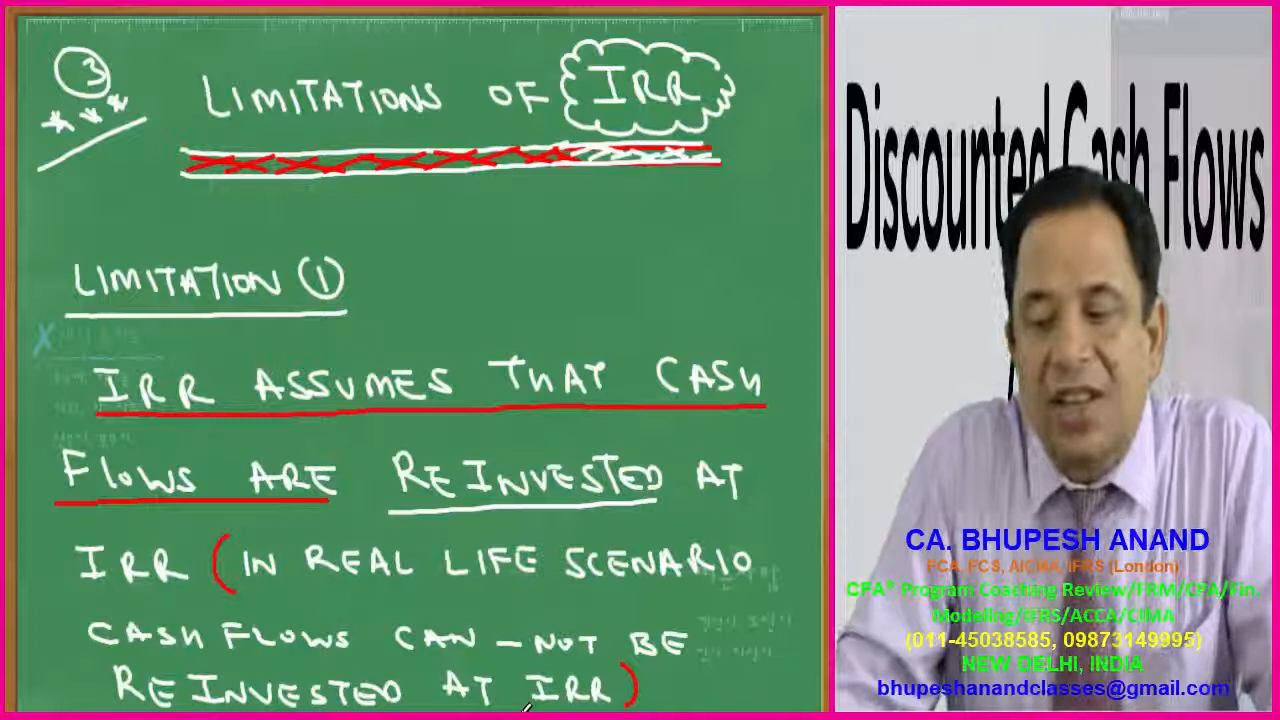 3
LIMITATIONS OF IRR
LIMITATION 1
IRR ASSUMES THAT CASH
FLOWS ARE REINVESTED AT
IRR (IN REAL LIFE SCENARIO
CASH FLOWS CAN-NOT BE
REINVESTED AT IRR)
Discounted Cash Flows
CA. BHUPESH ANAND
FCA, FCS, AICMA, IFRS (London)
CFA® Program Coaching Review/FRM/CPA/Fin.
Modeling/IFRS/ACCA/CIMA
(011-45038585, 09873149995)
NEW DELHI, INDIA
bhupeshanandclasses@gmail.com